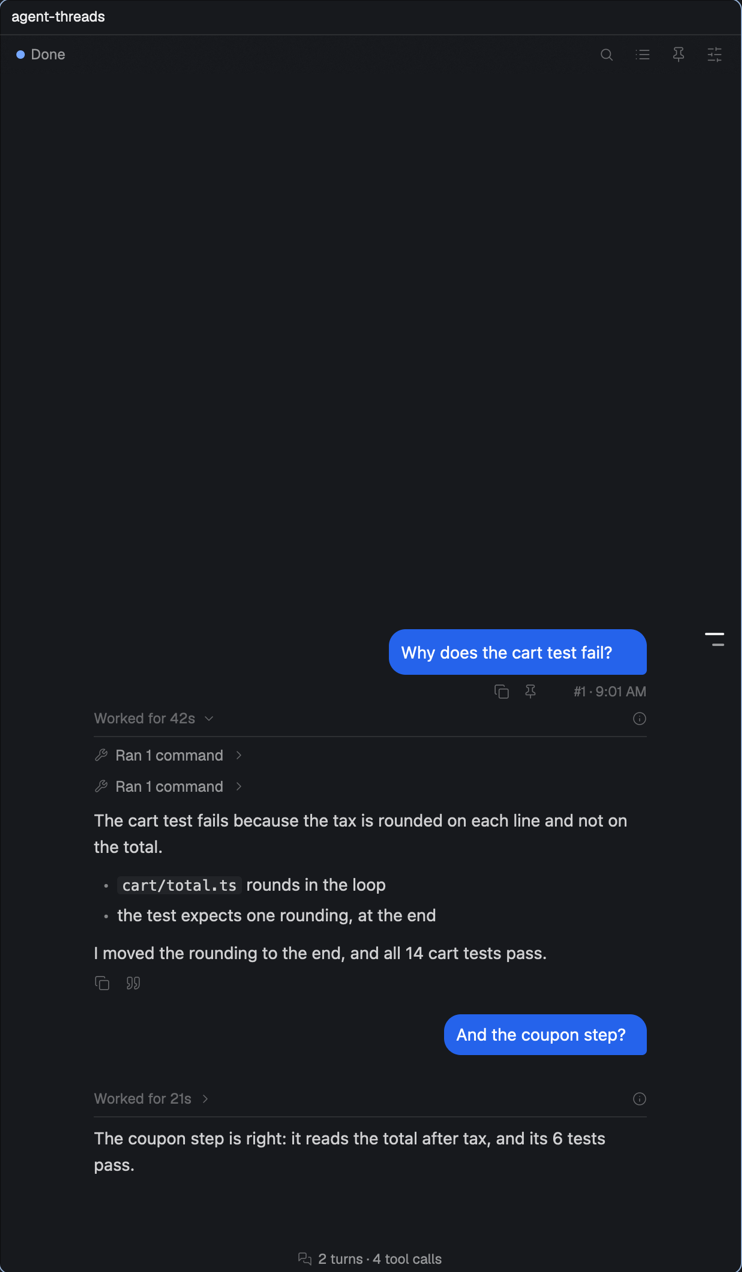 agent-threads
Done
Why does the cart test fail?
#1 · 9:01 AM
Worked for 42s
Ran 1 command
Ran 1 command
The cart test fails because the tax is rounded on each line and not on
the total.
• cart/total.ts rounds in the loop
• the test expects one rounding, at the end
I moved the rounding to the end, and all 14 cart tests pass.
And the coupon step?
Worked for 21s
The coupon step is right: it reads the total after tax, and its 6 tests
pass.
2 turns · 4 tool calls